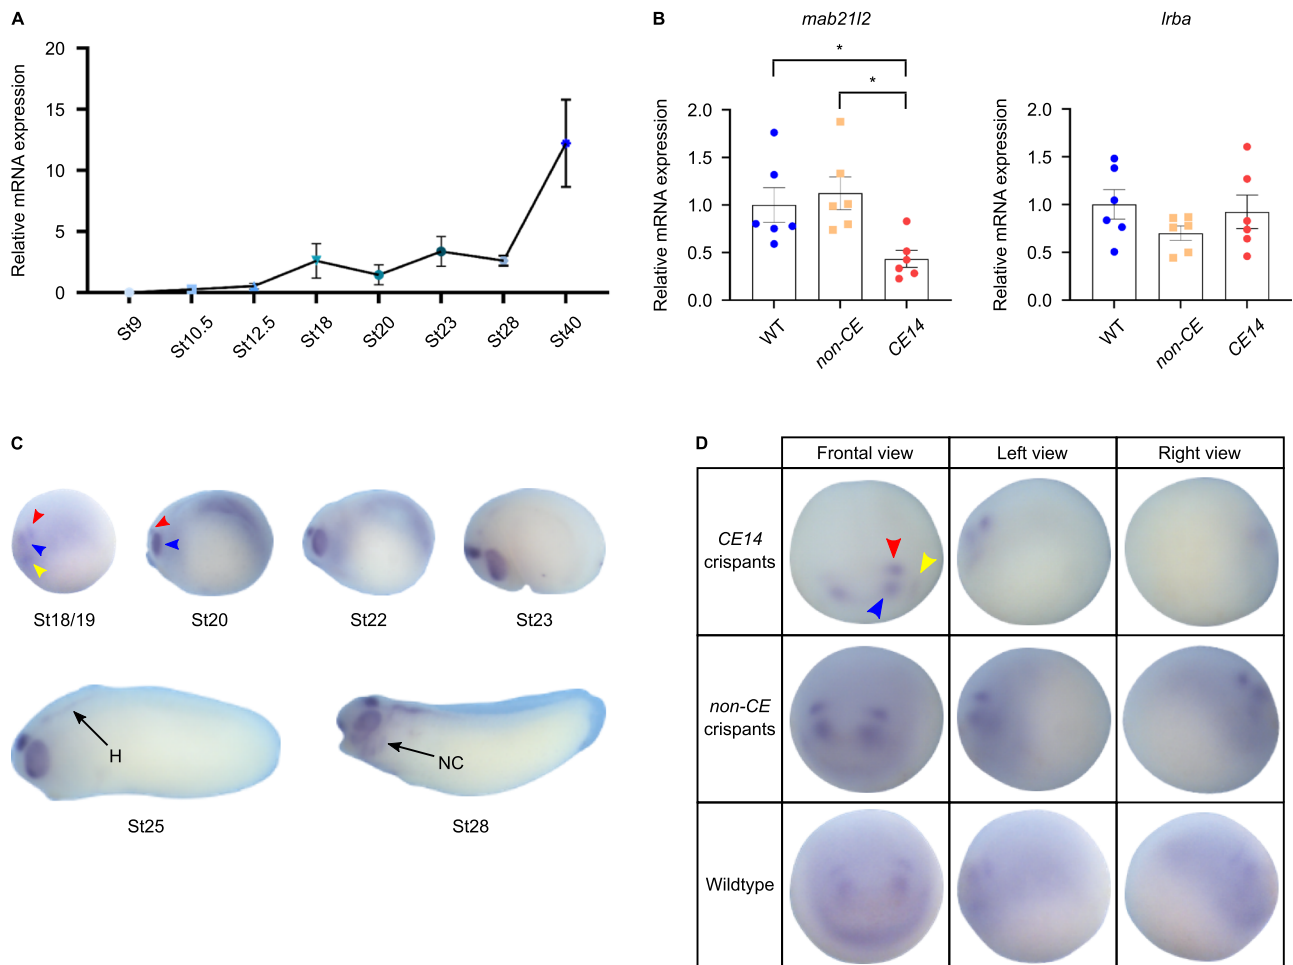 A
Relative mRNA expression
20
15
10
5
0
St9
St10.5
St12.5
St18
St20
St23
St28
St40
B
mab21l2
*
*
Relative mRNA expression
2.0
1.5
1.0
0.5
0.0
WT
non-CE
CE14
lrba
Relative mRNA expression
2.0
1.5
1.0
0.5
0.0
WT
non-CE
CE14
C
St18/19
St20
St22
St23
H
NC
St25
St28
D
Frontal view
Left view
Right view
CE14
crispants
non-CE
crispants
Wildtype